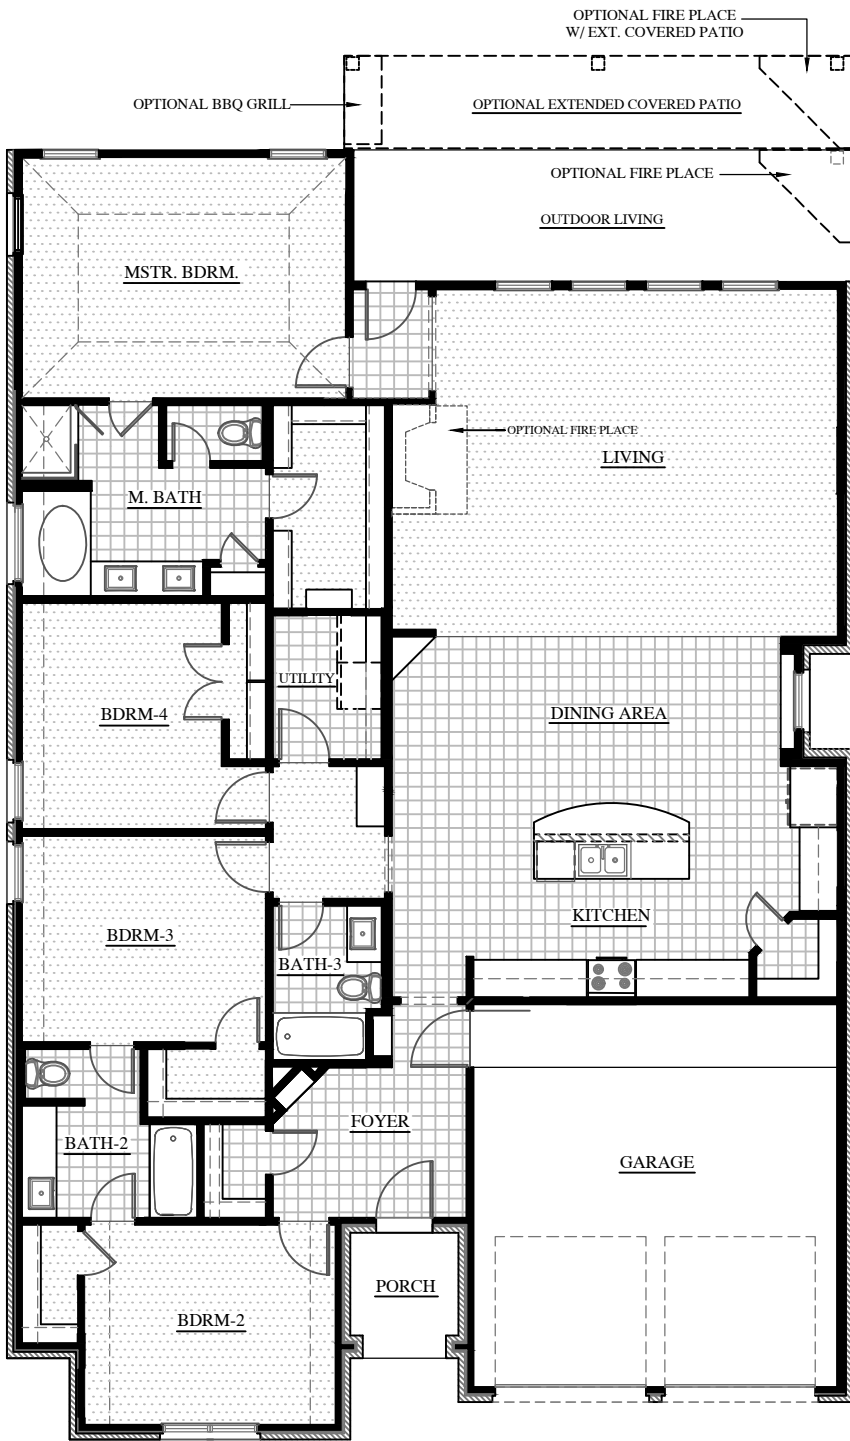 OPTIONAL FIRE PLACE
W/ EXT. COVERED PATIO
OPTIONAL BBQ GRILL
OPTIONAL EXTENDED COVERED PATIO
OPTIONAL FIRE PLACE
OUTDOOR LIVING
MSTR. BDRM.
OPTIONAL FIRE PLACE
LIVING
M. BATH
UTILITY
BDRM-4
DINING AREA
KITCHEN
BDRM-3
BATH-3
FOYER
BATH-2
GARAGE
PORCH
BDRM-2